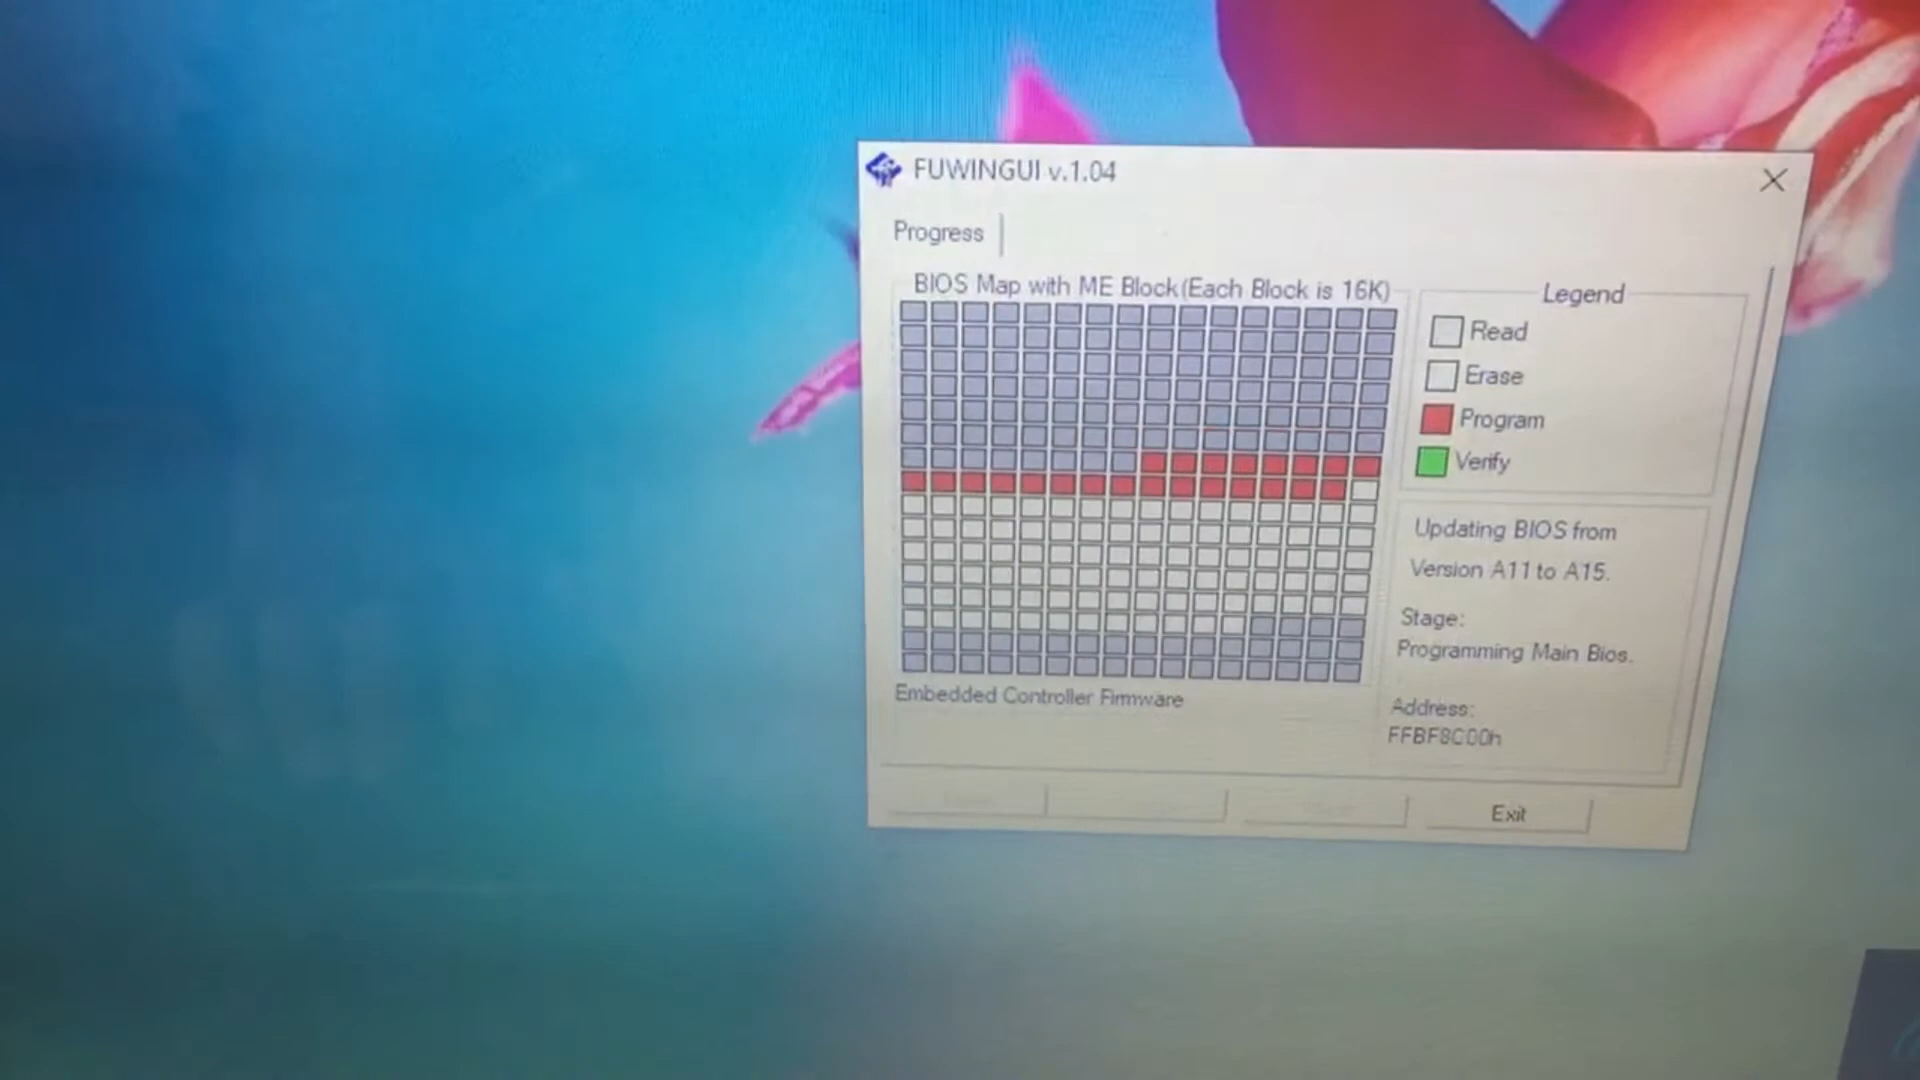 FUWINGUI v.1.04
Progress
BIOS Map with ME Block(Each Block is 16K)
Legend
Read
Erase
Program
Verify
Updating BIOS from
Version A11 to A15.
Stage:
Programming Main Bios.
Embedded Controller Firmware
Address:
Exit